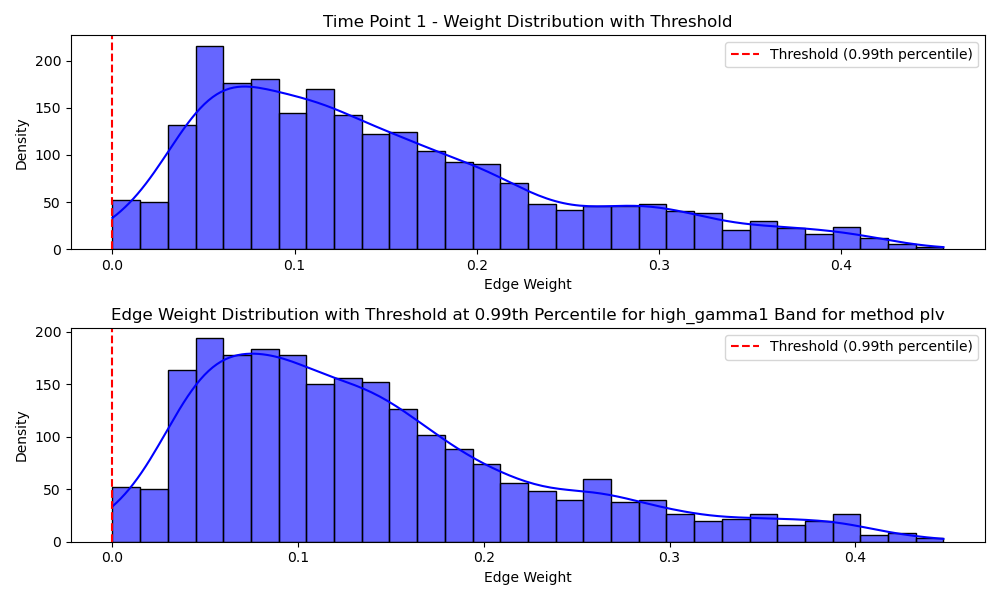 Time Point 1 - Weight Distribution with Threshold
Threshold (0.99th percentile)
Density
200
150
100
50
0
0.0 0.1 0.2 0.3 0.4
Edge Weight
Edge Weight Distribution with Threshold at 0.99th Percentile for high_gamma1 Band for method plv
Threshold (0.99th percentile)
Density
200
150
100
50
0
0.0 0.1 0.2 0.3 0.4
Edge Weight